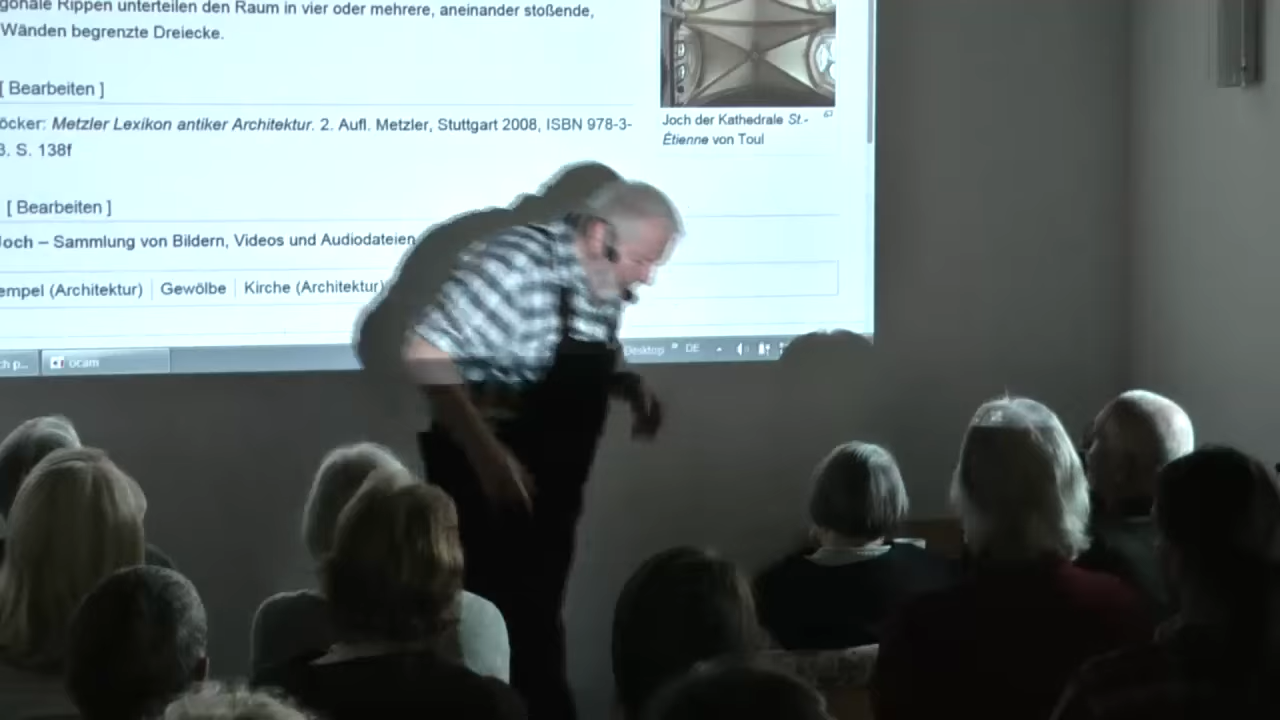 gonale Rippen unterteilen den Raum in vier oder mehrere, aneinander stoßende,
Wänden begrenzte Dreiecke.
[ Bearbeiten ]
öcker: Metzler Lexikon antiker Architektur. 2. Aufl. Metzler, Stuttgart 2008, ISBN 978-3-
3. S. 138f
Joch der Kathedrale St.-
Étienne von Toul
[ Bearbeiten ]
Joch – Sammlung von Bildern, Videos und Audiodateien
empel (Architektur) | Gewölbe | Kirche (Architektur)
ch p... ocam Desktop » DE